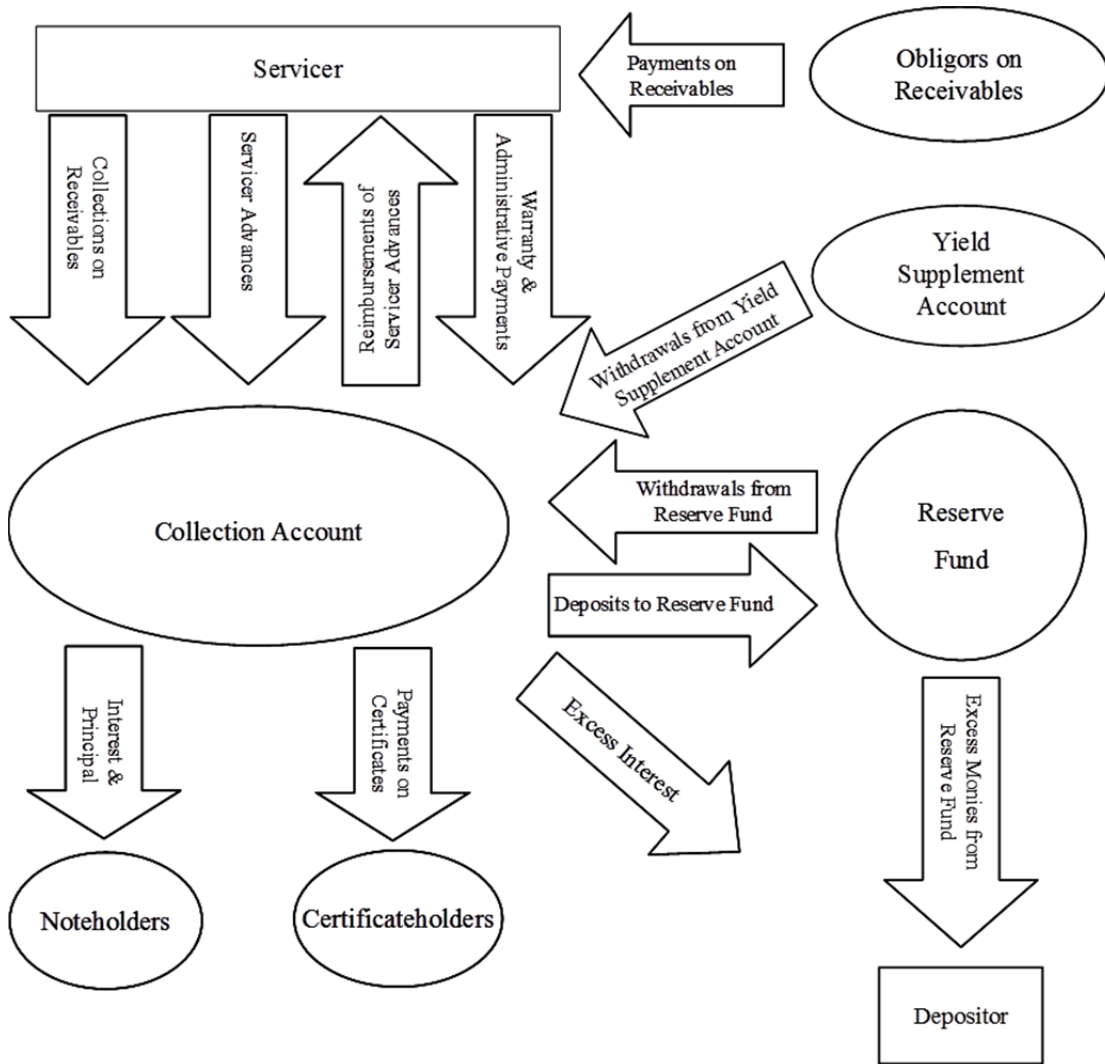 Servicer
Payments on
Receivables
Obligors on
Receivables
Collections on
Receivables
Servicer Advances
Reimbursements of
Servicer Advances
Warranty &
Administrative Payments
Yield
Supplement
Account
Withdrawals from Yield
Supplement Account
Collection Account
Withdrawals from
Reserve Fund
Reserve
Fund
Deposits to Reserve Fund
Interest &
Principal
Payments on
Certificates
Excess Interest
Excess Monies from
Reserve Fund
Noteholders
Certificateholders
Depositor